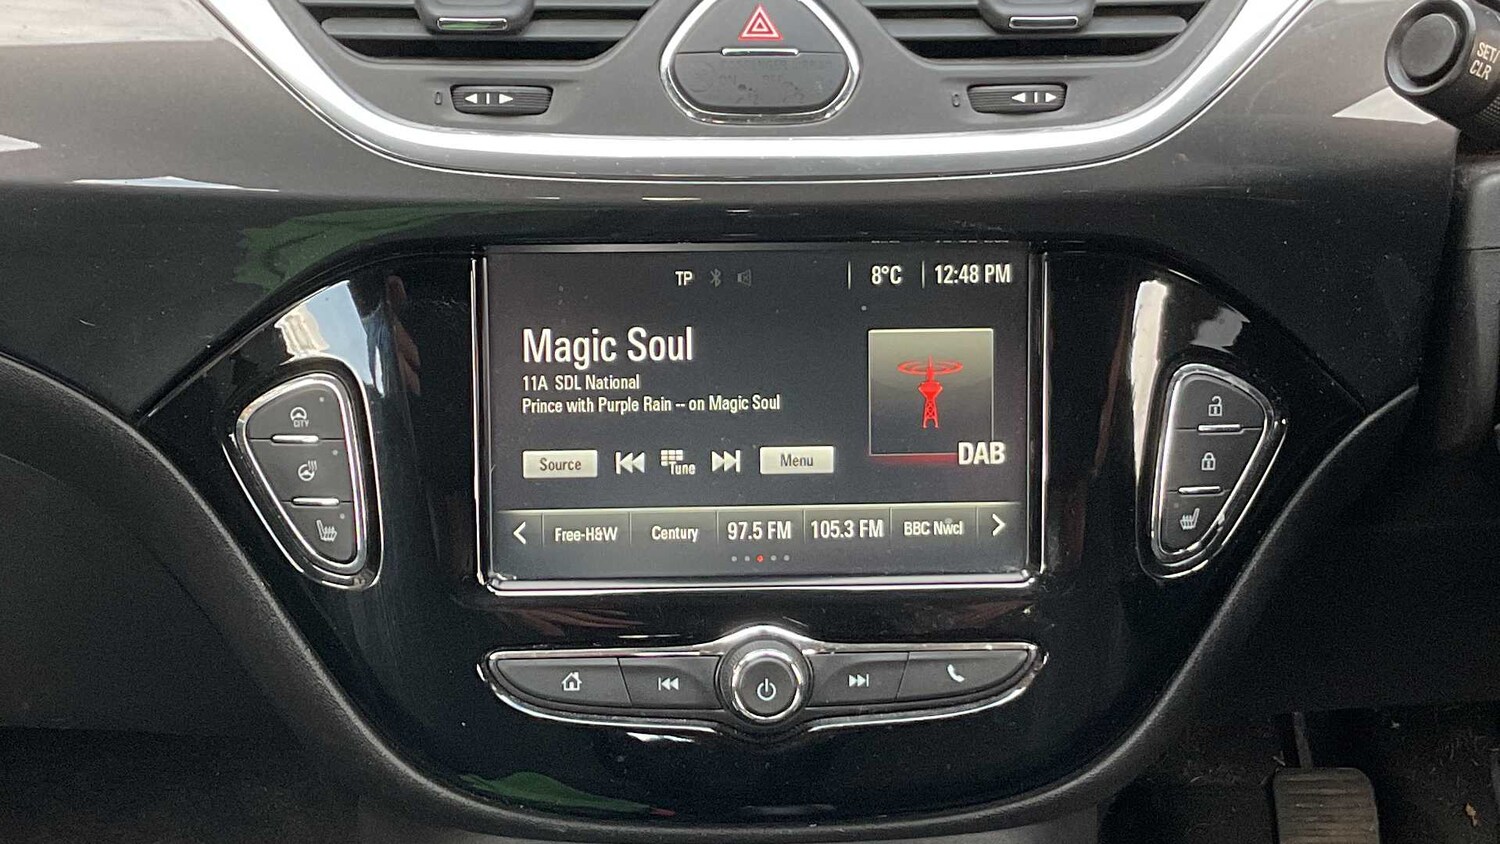 SET/
CLR
TP 8°C 12:48 PM
Magic Soul
11A SDL National
Prince with Purple Rain -- on Magic Soul
DAB
Source Tune Menu
Free-H&W Century 97.5 FM 105.3 FM BBC Nwcl
CITY